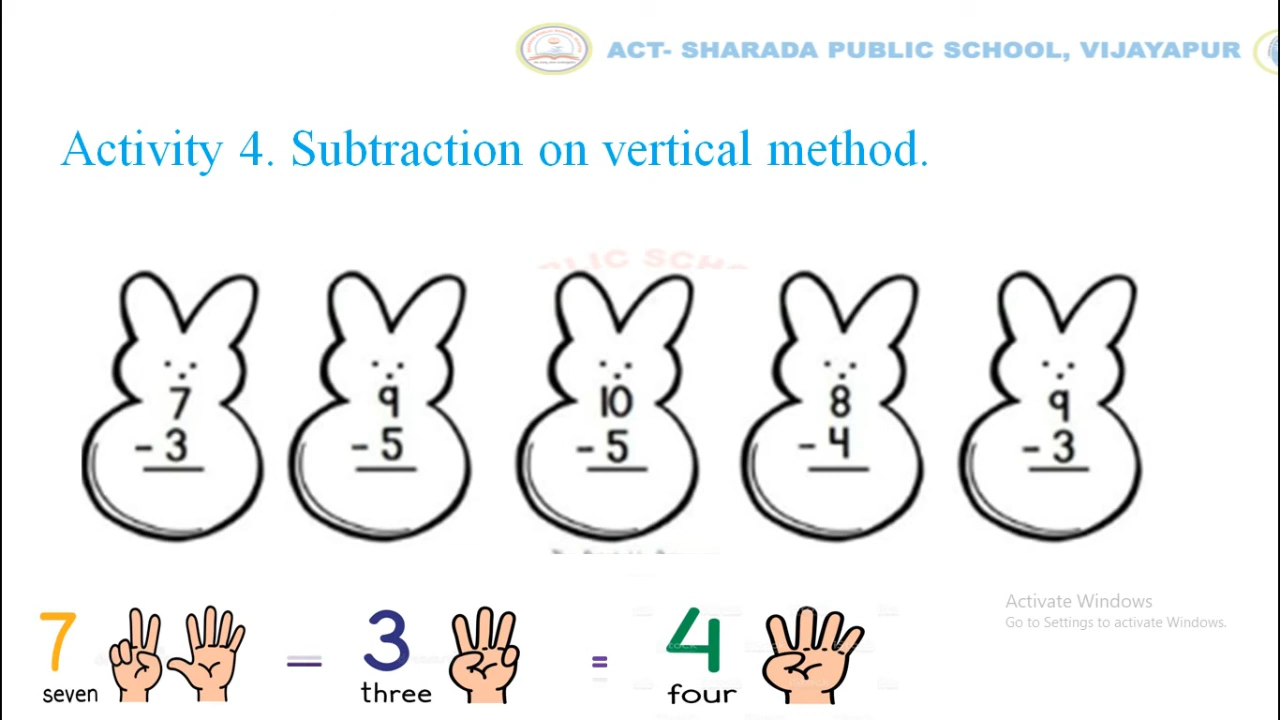 ACT- SHARADA PUBLIC SCHOOL, VIJAYAPUR
Activity 4. Subtraction on vertical method.
7 9 10 8 9
- 3 - 5 - 5 - 4 - 3
7 – 3 = 4
seven three four
Activate Windows
Go to Settings to activate Windows.